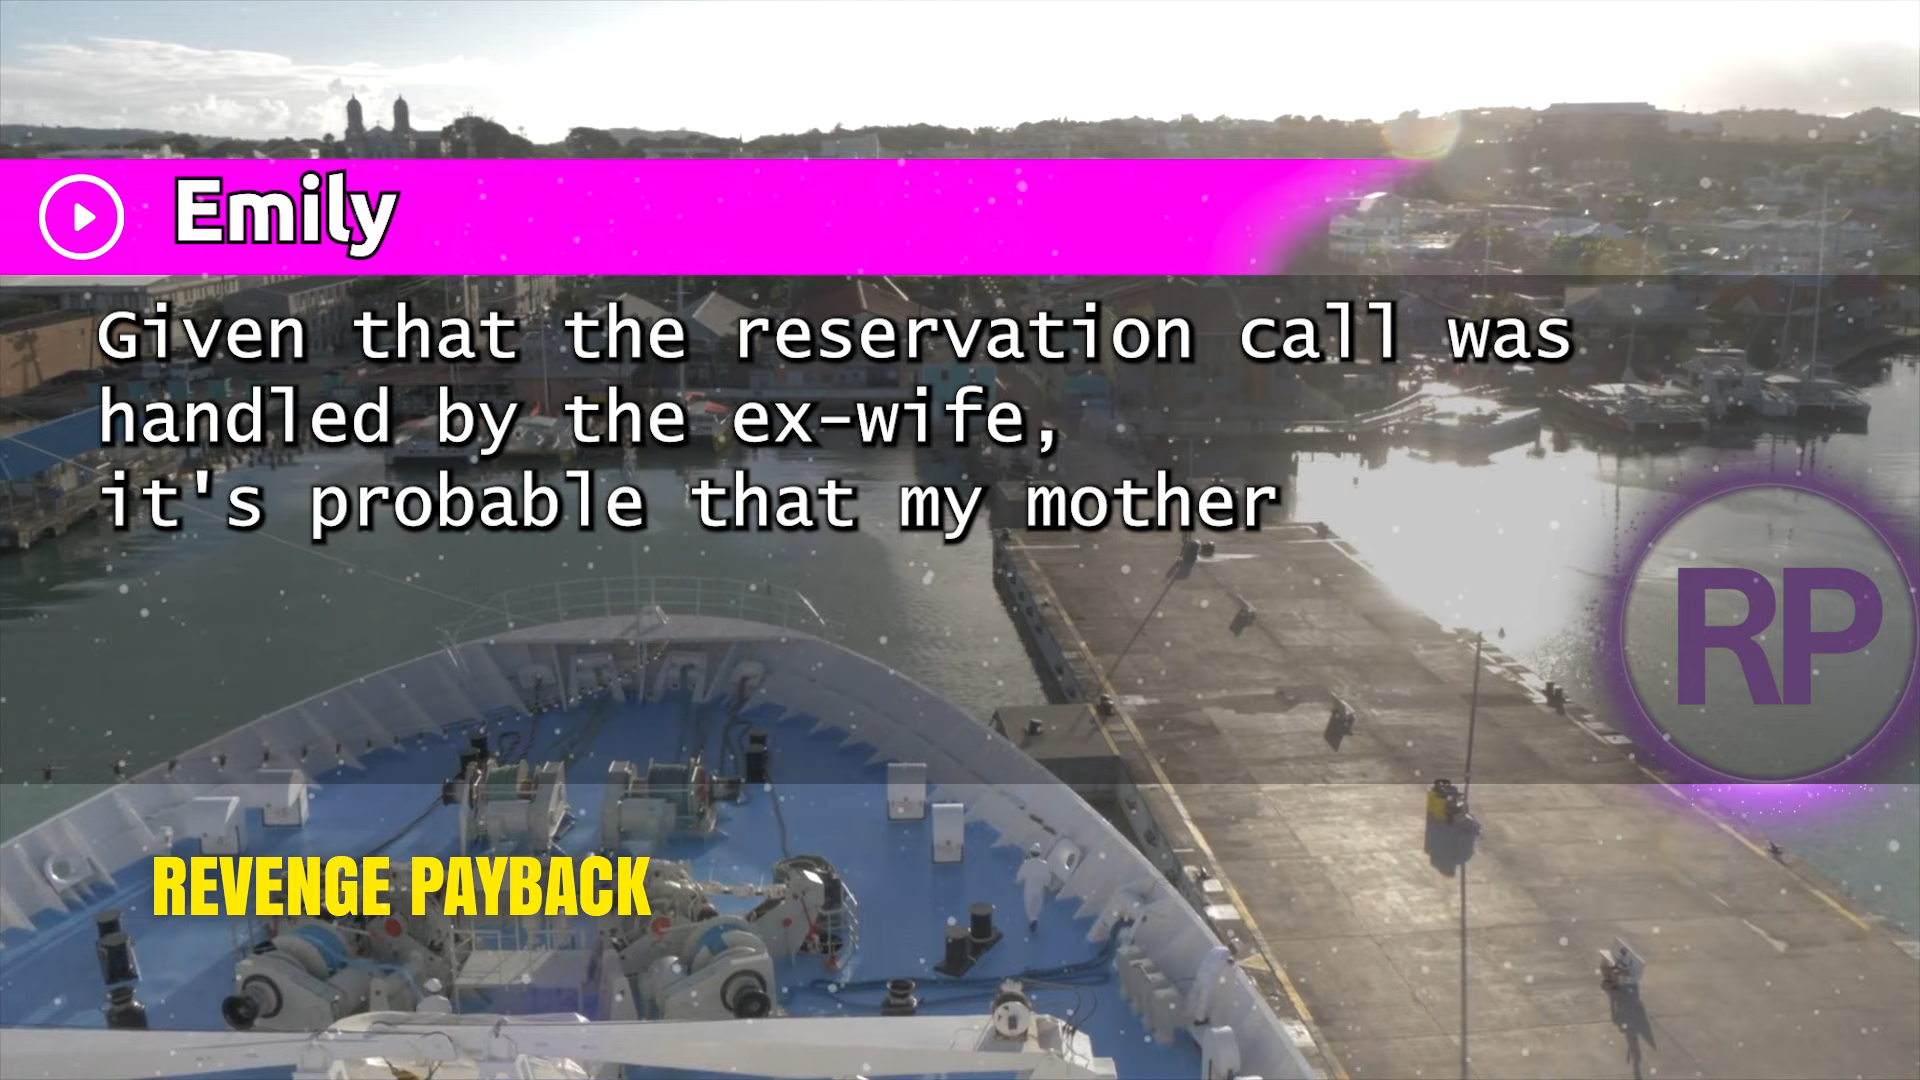 Emily
Given that the reservation call was
handled by the ex-wife,
it's probable that my mother
RP
REVENGE PAYBACK